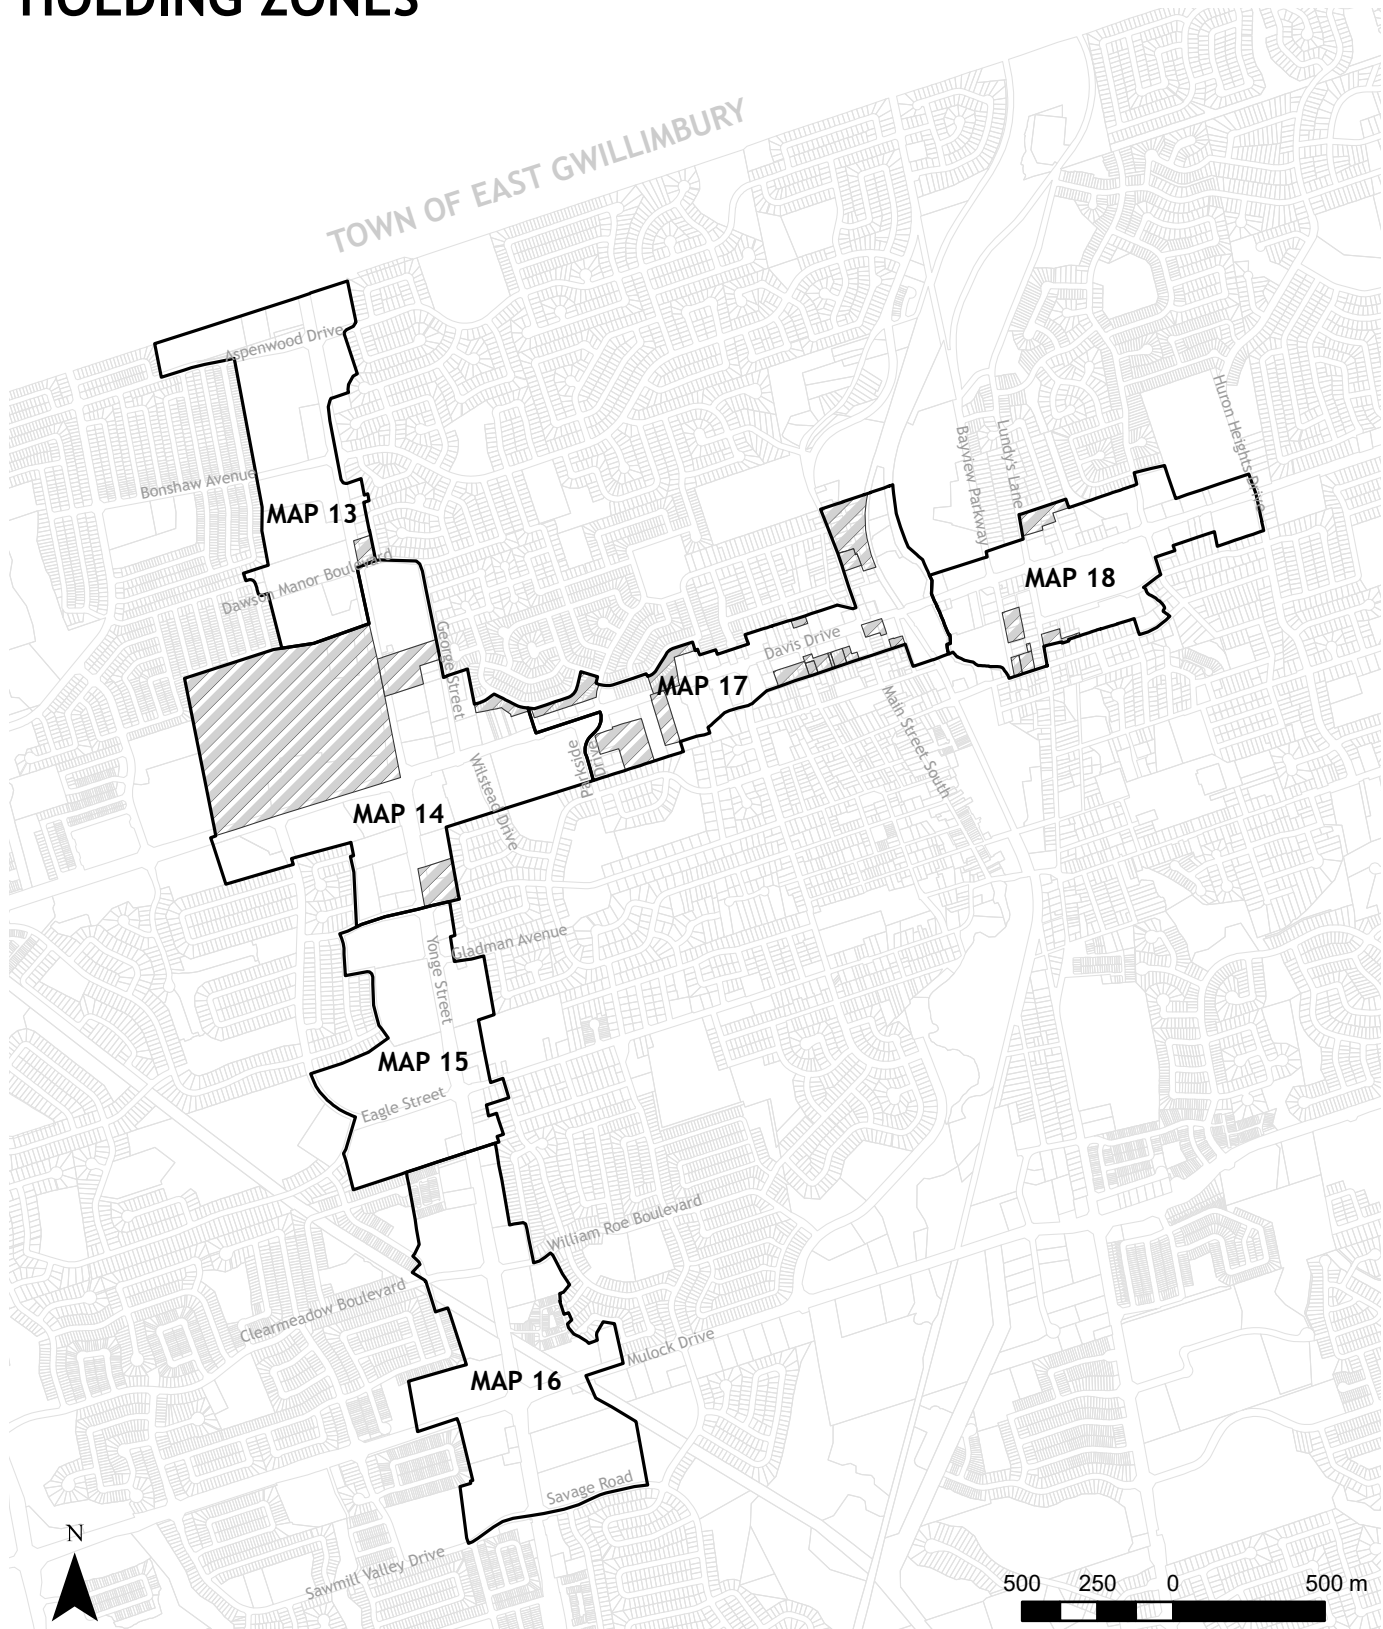 HOLDING ZONES
TOWN OF EAST GWILLIMBURY
Aspenwood Drive
Huron Heights Drive
Lundy's Lane
Bayview Parkway
Bonshaw Avenue
MAP 13
Dawson Manor Boulevard
MAP 18
George Street
Davis Drive
MAP 17
Main Street South
Parkside Drive
Wilstead Drive
MAP 14
Gladman Avenue
Yonge Street
MAP 15
Eagle Street
William Roe Boulevard
Clearmeadow Boulevard
Mulock Drive
MAP 16
Savage Road
N
Sawmill Valley Drive
500 250 0 500 m